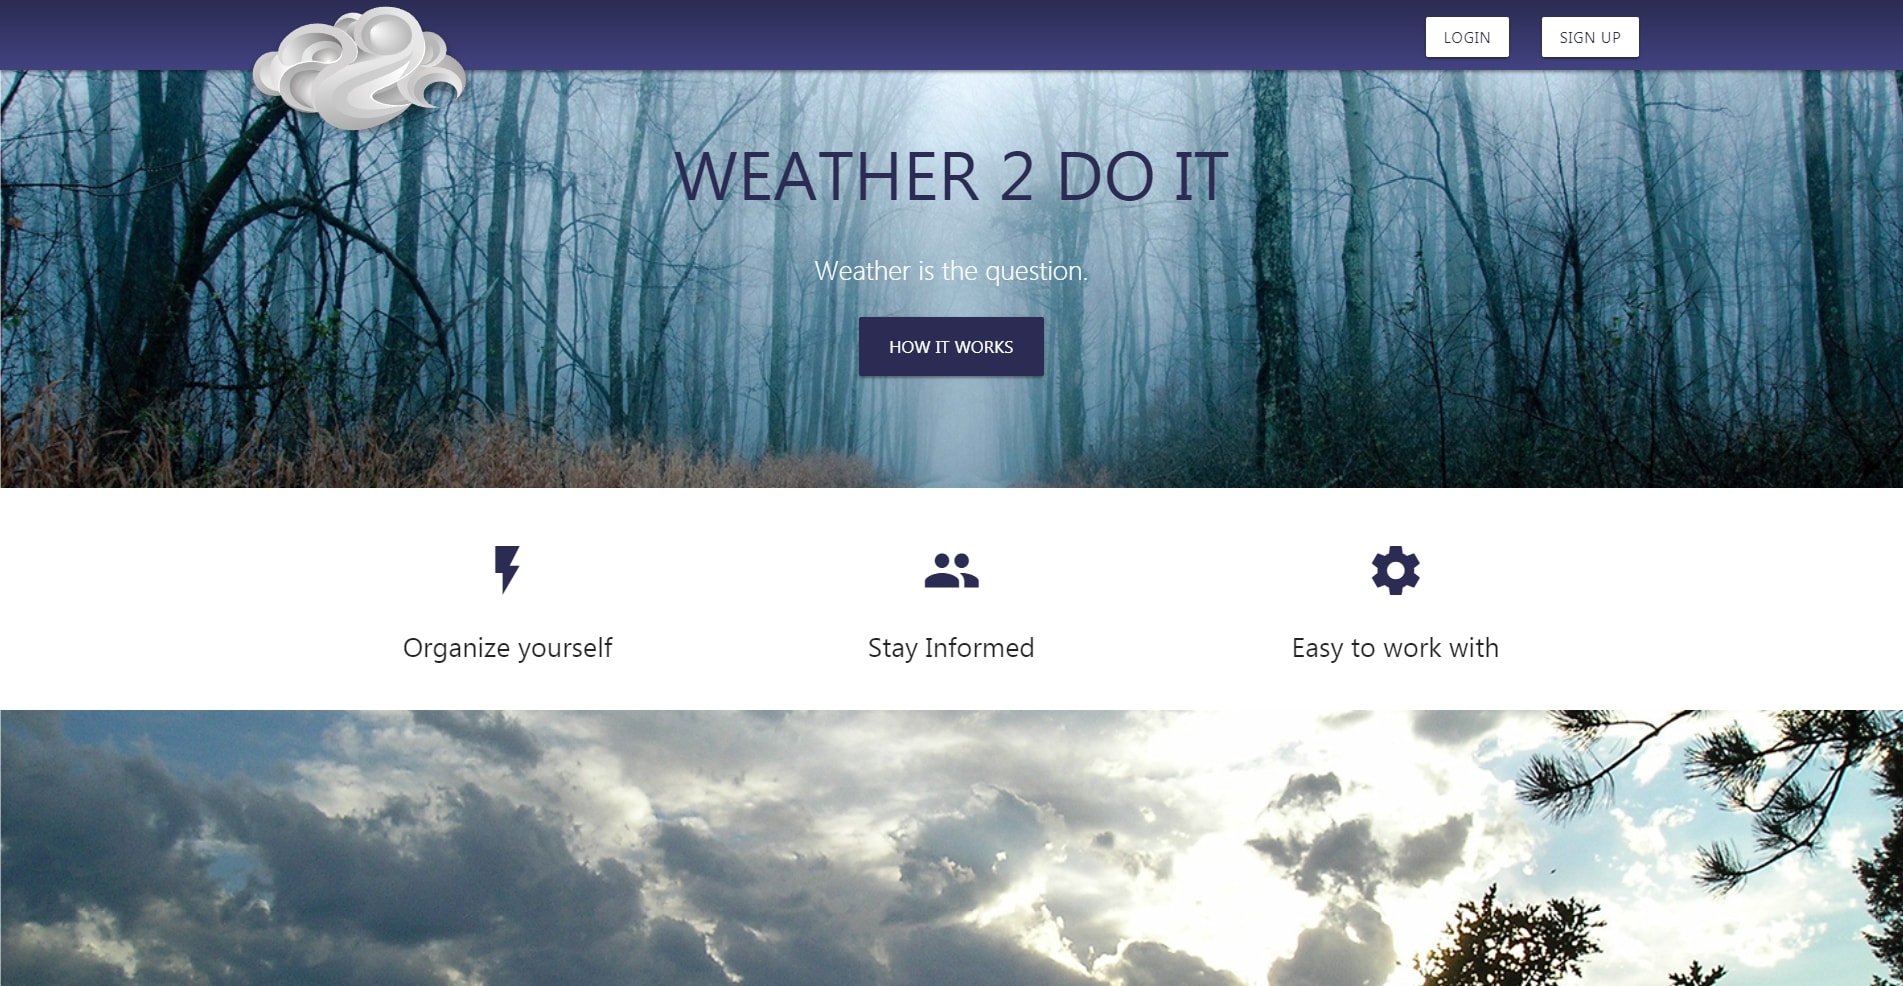 LOGIN
SIGN UP
WEATHER 2 DO IT
Weather is the question.
HOW IT WORKS
Organize yourself
Stay Informed
Easy to work with